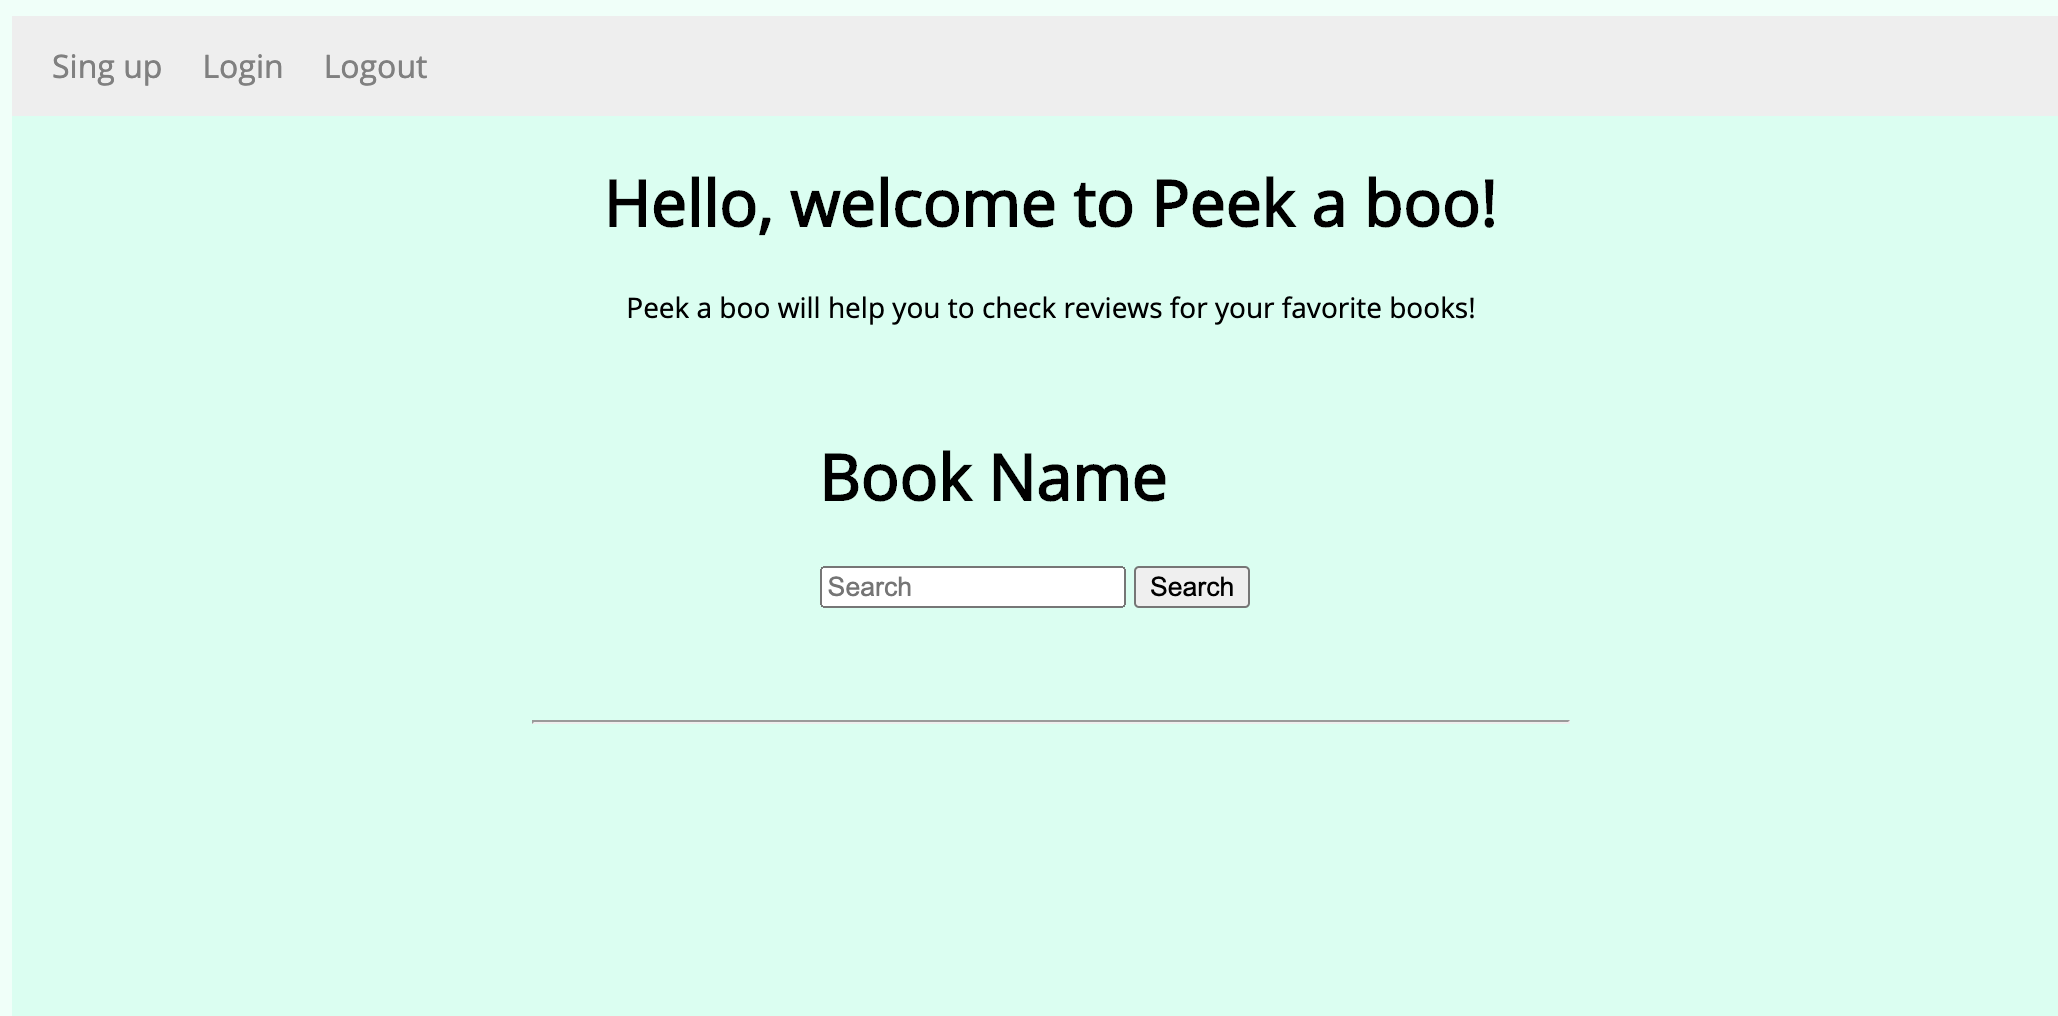 Sing up Login Logout
Hello, welcome to Peek a boo!
Peek a boo will help you to check reviews for your favorite books!
Book Name
Search Search